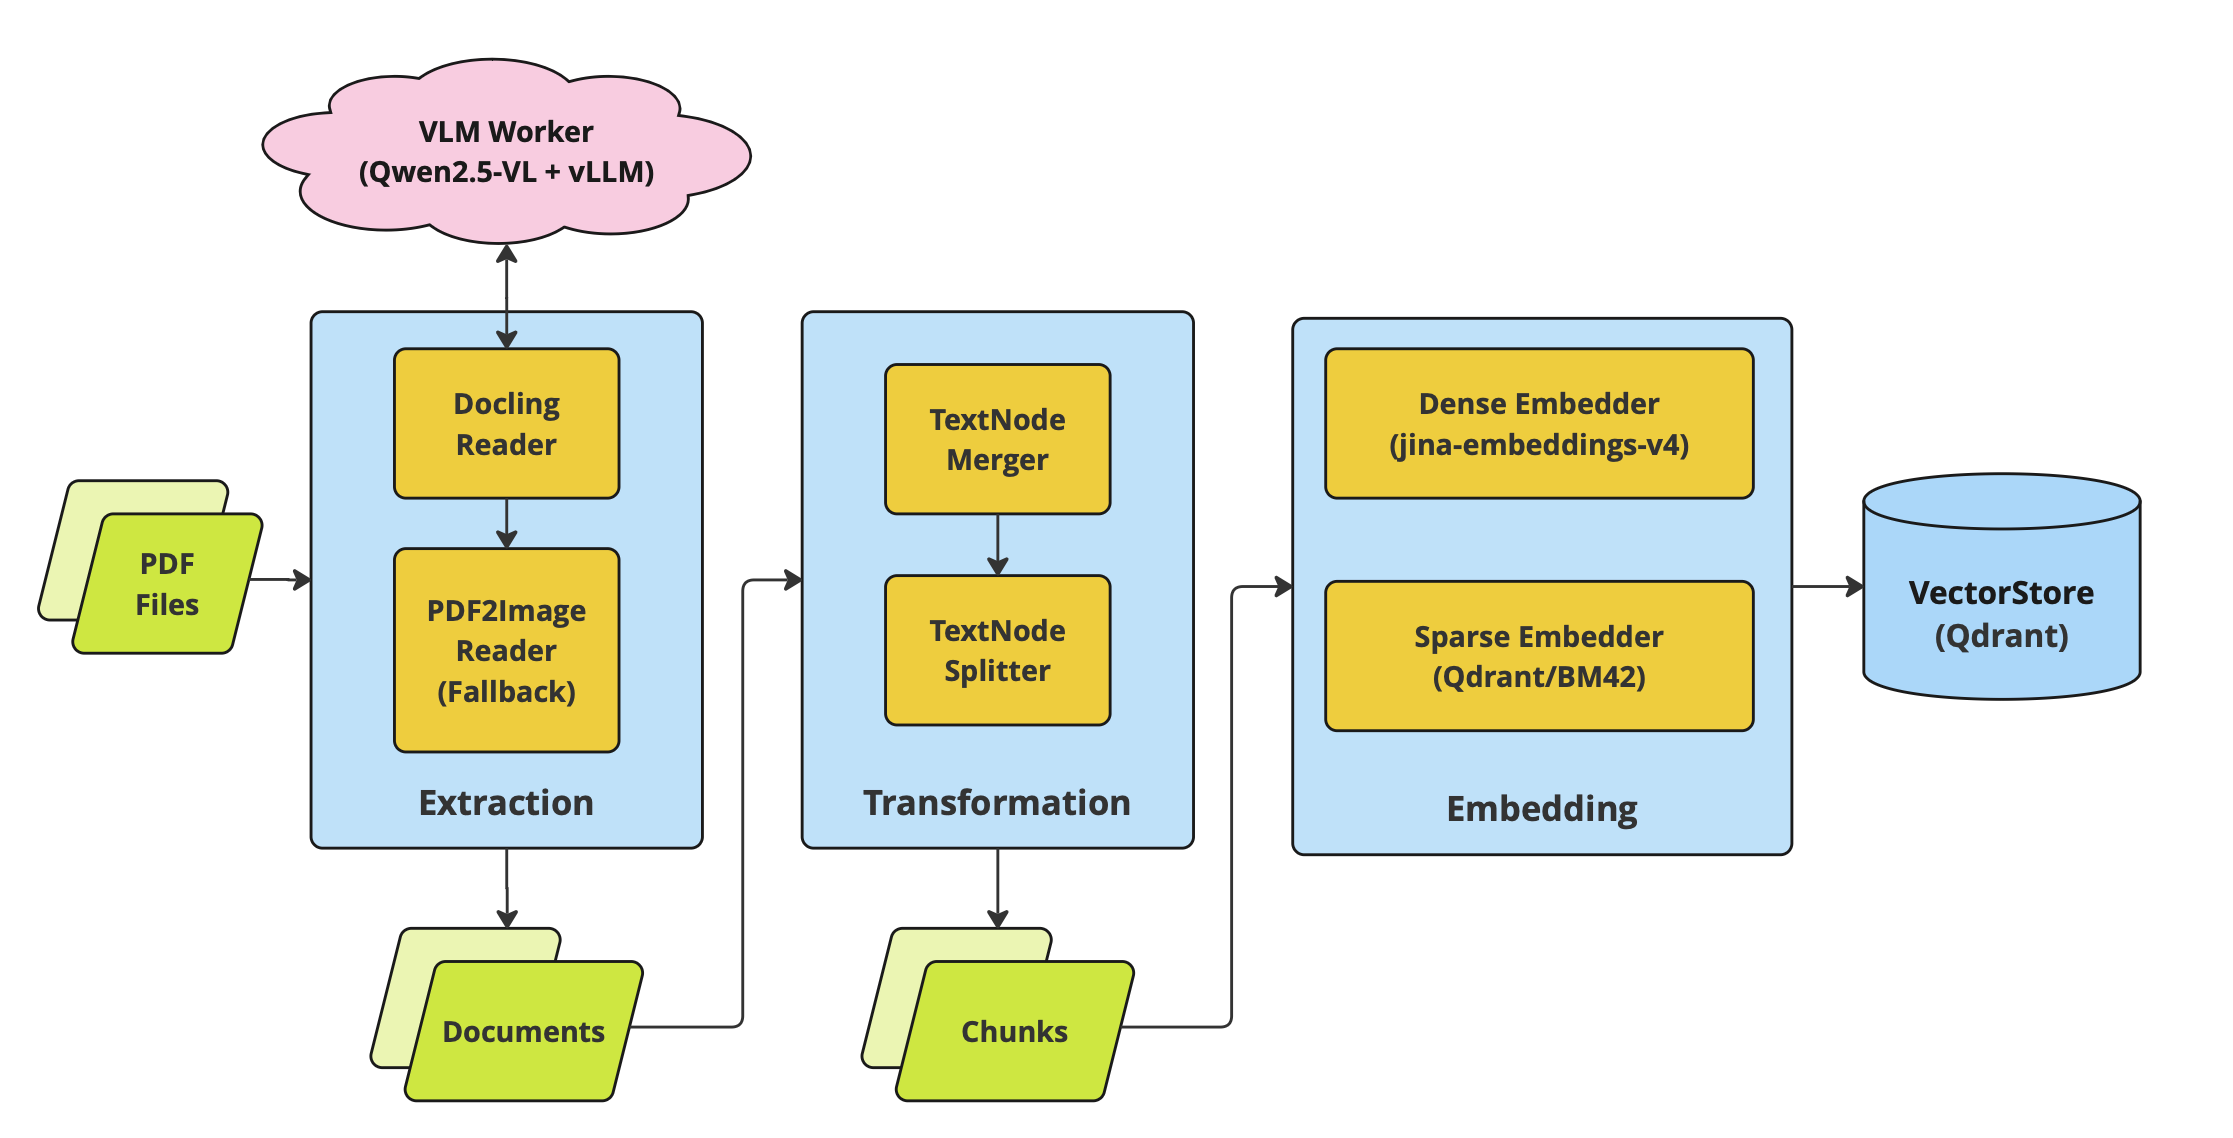 VLM Worker
(Qwen2.5-VL + vLLM)
PDF
Files
Docling
Reader
PDF2Image
Reader
(Fallback)
Extraction
Documents
TextNode
Merger
TextNode
Splitter
Transformation
Chunks
Dense Embedder
(jina-embeddings-v4)
Sparse Embedder
(Qdrant/BM42)
Embedding
VectorStore
(Qdrant)